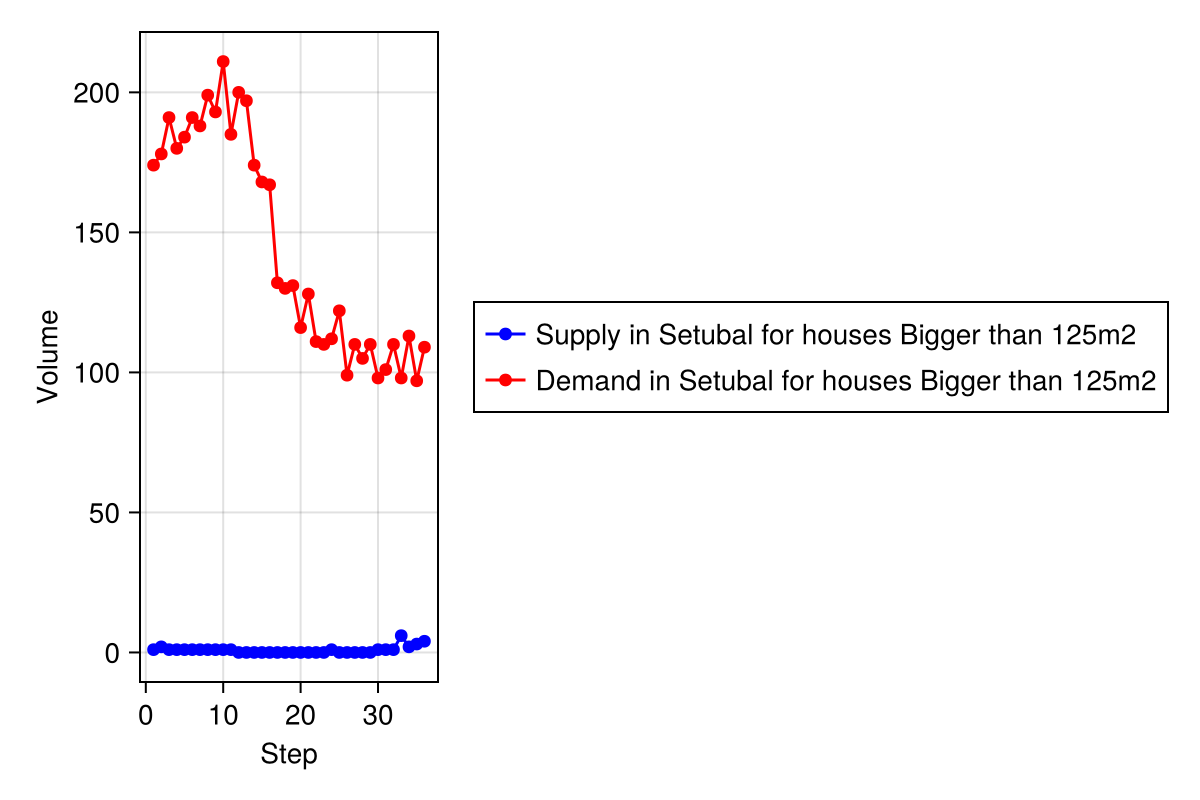 200
150
100
50
0
Volume
0 10 20 30
Step
Supply in Setubal for houses Bigger than 125m2
Demand in Setubal for houses Bigger than 125m2